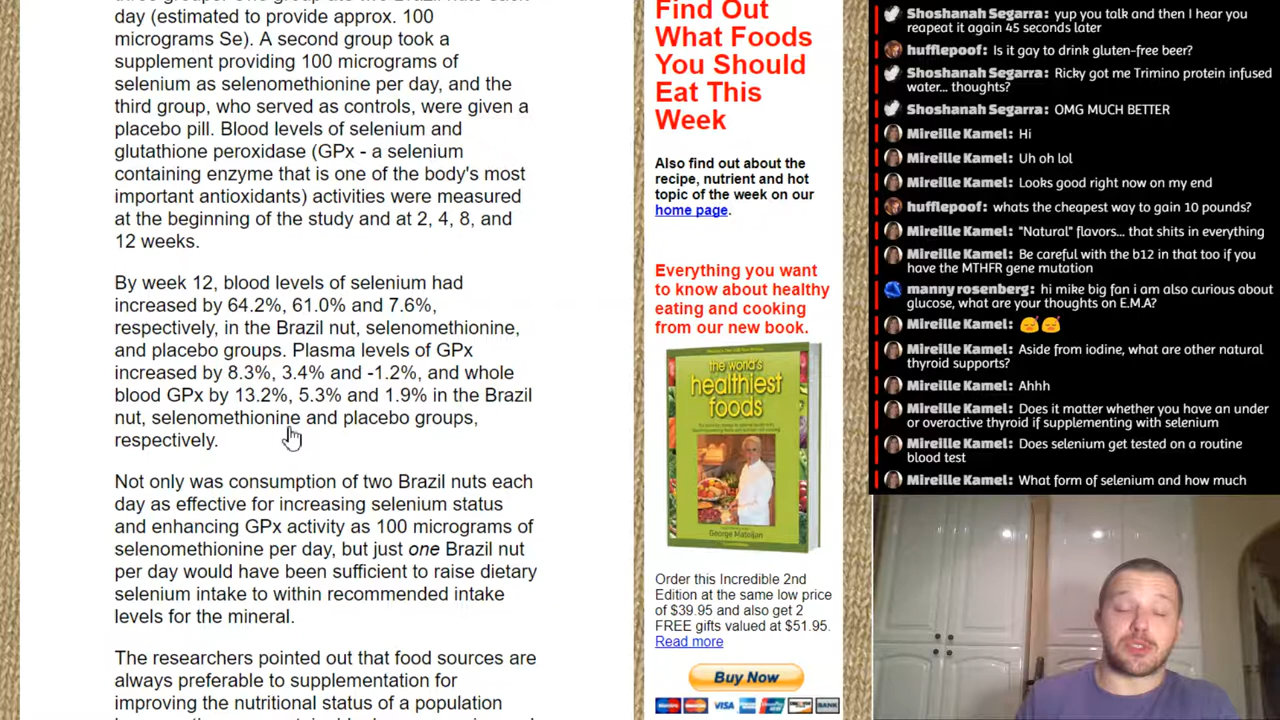 day (estimated to provide approx. 100
micrograms Se). A second group took a
supplement providing 100 micrograms of
selenium as selenomethionine per day, and the
third group, who served as controls, were given a
placebo pill. Blood levels of selenium and
glutathione peroxidase (GPx - a selenium
containing enzyme that is one of the body's most
important antioxidants) activities were measured
at the beginning of the study and at 2, 4, 8, and
12 weeks.
By week 12, blood levels of selenium had
increased by 64.2%, 61.0% and 7.6%,
respectively, in the Brazil nut, selenomethionine,
and placebo groups. Plasma levels of GPx
increased by 8.3%, 3.4% and -1.2%, and whole
blood GPx by 13.2%, 5.3% and 1.9% in the Brazil
nut, selenomethionine and placebo groups,
respectively.
Not only was consumption of two Brazil nuts each
day as effective for increasing selenium status
and enhancing GPx activity as 100 micrograms of
selenomethionine per day, but just one Brazil nut
per day would have been sufficient to raise dietary
selenium intake to within recommended intake
levels for the mineral.
The researchers pointed out that food sources are
always preferable to supplementation for
improving the nutritional status of a population
Find Out
What Foods
You Should
Eat This
Week
Also find out about the
recipe, nutrient and hot
topic of the week on our
home page.
Everything you want
to know about healthy
eating and cooking
from our new book.
the world's
healthiest
foods
George Mateljan
Order this Incredible 2nd
Edition at the same low price
of $39.95 and also get 2
FREE gifts valued at $51.95.
Read more
Buy Now
VISA
BANK
Shoshanah Segarra: yup you talk and then I hear you
reapeat it again 45 seconds later
hufflepoof: Is it gay to drink gluten-free beer?
Shoshanah Segarra: Ricky got me Trimino protein infused
water... thoughts?
Shoshanah Segarra: OMG MUCH BETTER
Mireille Kamel: Hi
Mireille Kamel: Uh oh lol
Mireille Kamel: Looks good right now on my end
hufflepoof: whats the cheapest way to gain 10 pounds?
Mireille Kamel: "Natural" flavors... that shits in everything
Mireille Kamel: Be careful with the b12 in that too if you
have the MTHFR gene mutation
manny rosenberg: hi mike big fan i am also curious about
glucose, what are your thoughts on E.M.A?
Mireille Kamel:
Mireille Kamel: Aside from iodine, what are other natural
thyroid supports?
Mireille Kamel: Ahhh
Mireille Kamel: Does it matter whether you have an under
or overactive thyroid if supplementing with selenium
Mireille Kamel: Does selenium get tested on a routine
blood test
Mireille Kamel: What form of selenium and how much